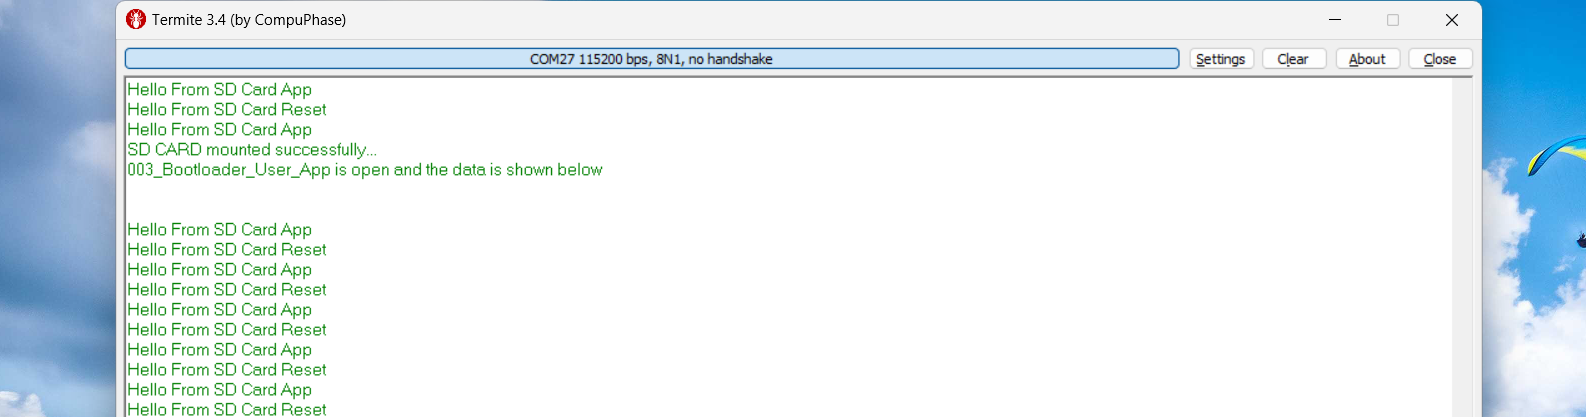 Termite 3.4 (by CompuPhase)
COM27 115200 bps, 8N1, no handshake Settings Clear About Close
Hello From SD Card App
Hello From SD Card Reset
Hello From SD Card App
SD CARD mounted successfully...
003_Bootloader_User_App is open and the data is shown below
Hello From SD Card App
Hello From SD Card Reset
Hello From SD Card App
Hello From SD Card Reset
Hello From SD Card App
Hello From SD Card Reset
Hello From SD Card App
Hello From SD Card Reset
Hello From SD Card App
Hello From SD Card Reset